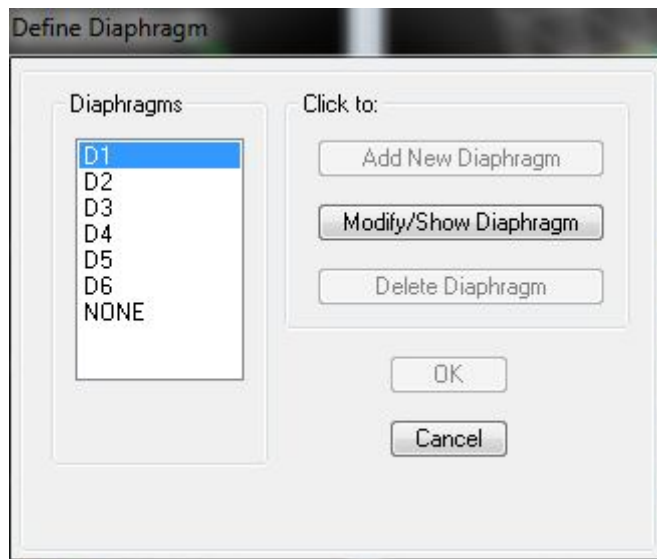 Define Diaphragm
Diaphragms
D1
D2
D3
D4
D5
D6
NONE
Click to:
Add New Diaphragm
Modify/Show Diaphragm
Delete Diaphragm
OK
Cancel